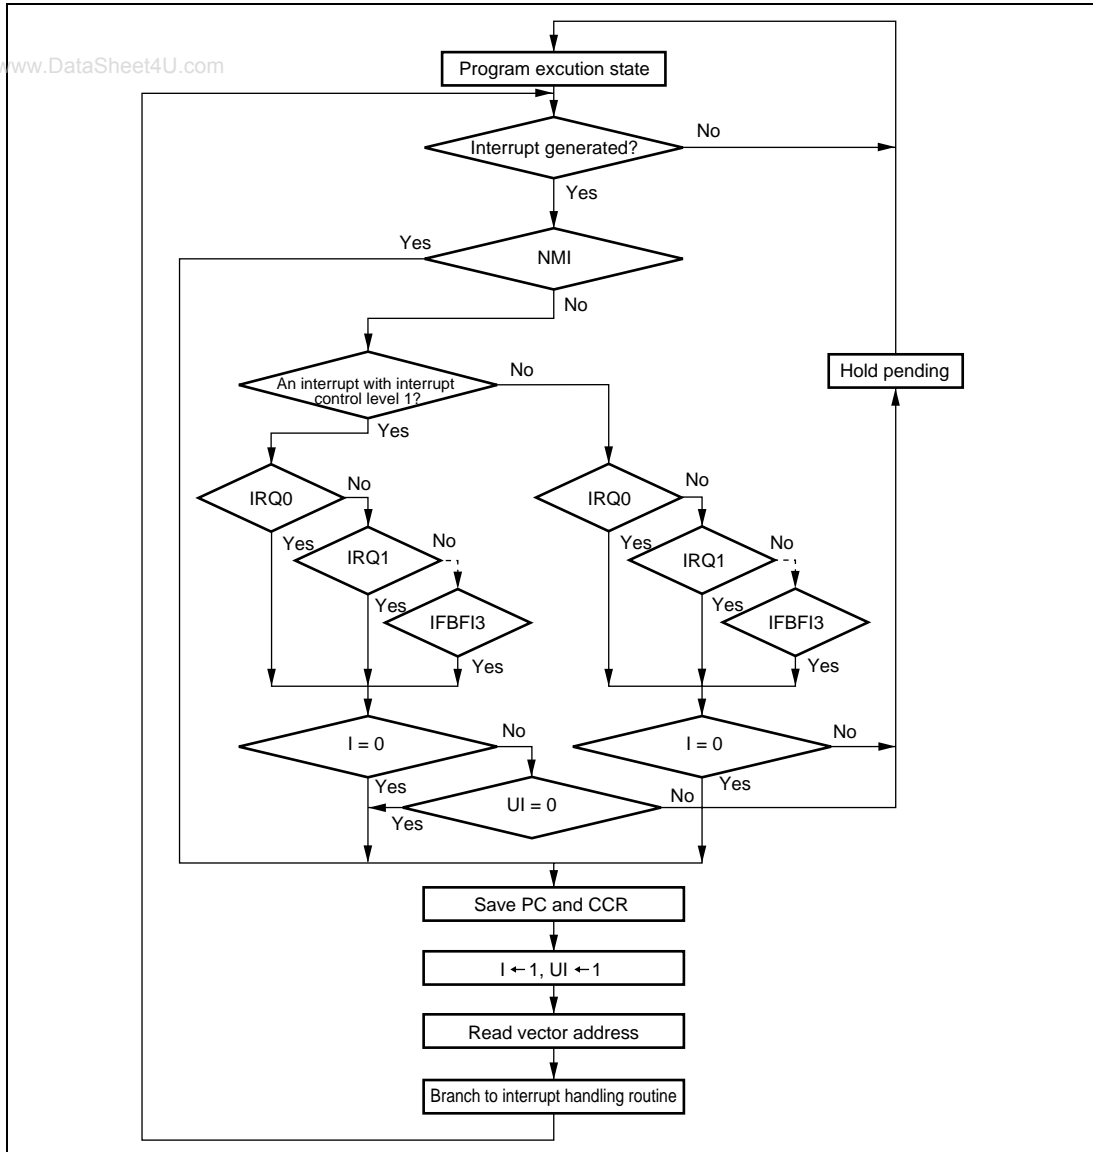 www.DataSheet4U.com
Program excution state
Interrupt generated?
No
Yes
Yes
NMI
No
An interrupt with interrupt
control level 1?
No
Hold pending
Yes
IRQ0
No
IRQ0
No
Yes
IRQ1
No
Yes
IRQ1
No
Yes
IFBFI3
Yes
IFBFI3
Yes
Yes
I = 0
No
I = 0
No
Yes
Yes
UI = 0
No
Yes
Save PC and CCR
I ← 1, UI ← 1
Read vector address
Branch to interrupt handling routine